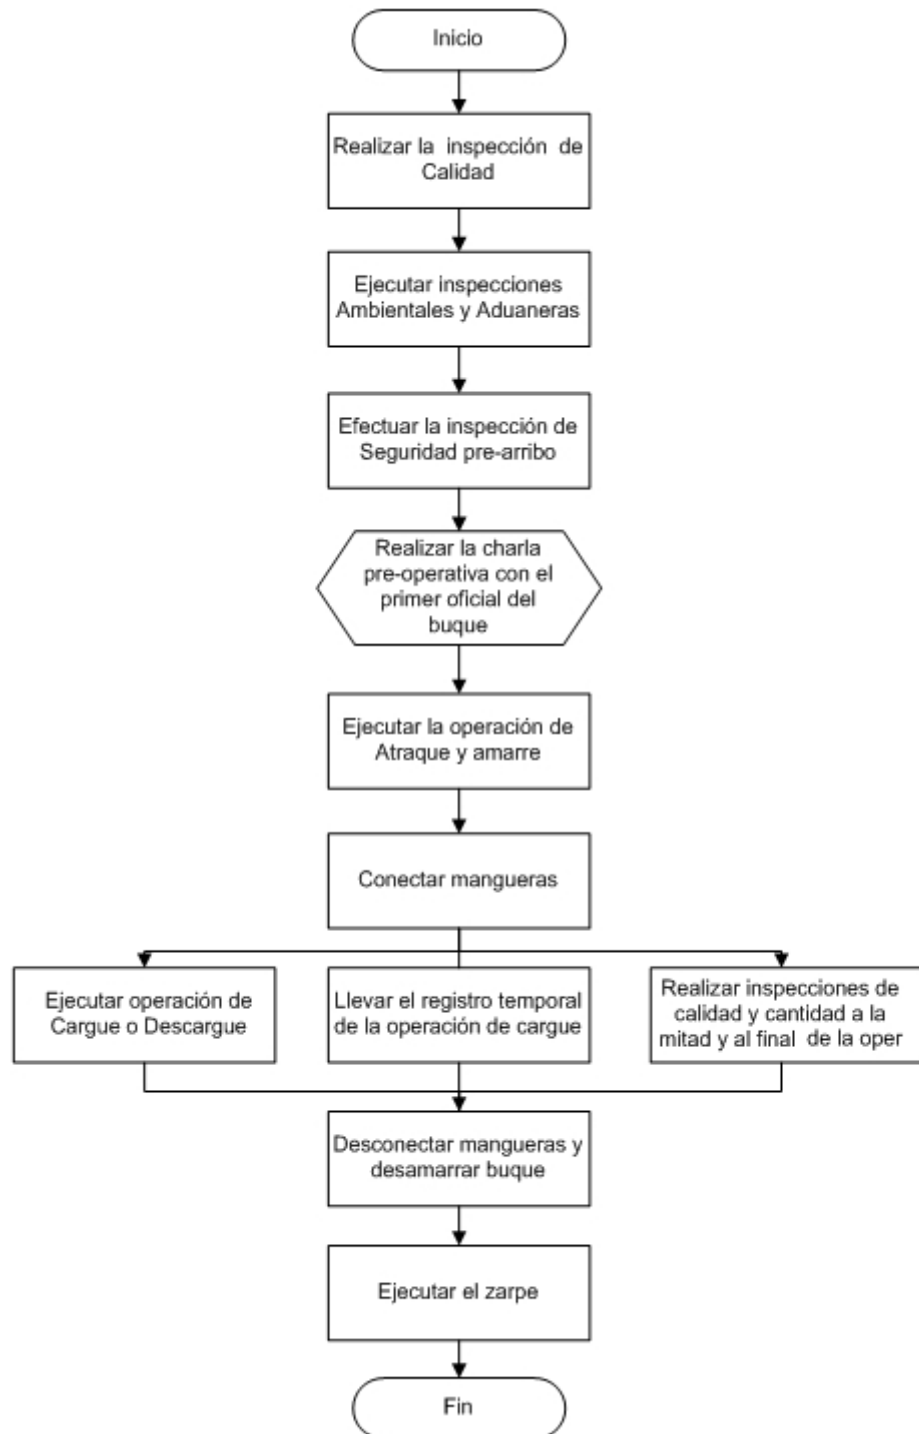 Inicio
Realizar la inspección de
Calidad
Ejecutar inspecciones
Ambientales y Aduaneras
Efectuar la inspección de
Seguridad pre-arribo
Realizar la charla
pre-operativa con el
primer oficial del
buque
Ejecutar la operación de
Atraque y amarre
Conectar mangueras
Ejecutar operación de
Cargue o Descargue
Llevar el registro temporal
de la operación de cargue
Realizar inspecciones de
calidad y cantidad a la
mitad y al final de la oper
Desconectar mangueras y
desamarrar buque
Ejecutar el zarpe
Fin